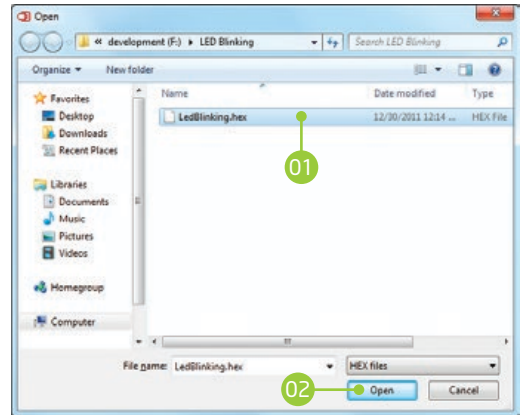 Open
« development (F:) ▸ LED Blinking
Search LED Blinking
Organize
New folder
Name
Date modified
Type
Favorites
Desktop
Downloads
Recent Places
Libraries
Documents
Music
Pictures
Videos
Homegroup
Computer
LedBlinking.hex
12/30/2011 12:14 ...
HEX File
01
File name:
LedBlinking.hex
HEX files
02
Open
Cancel